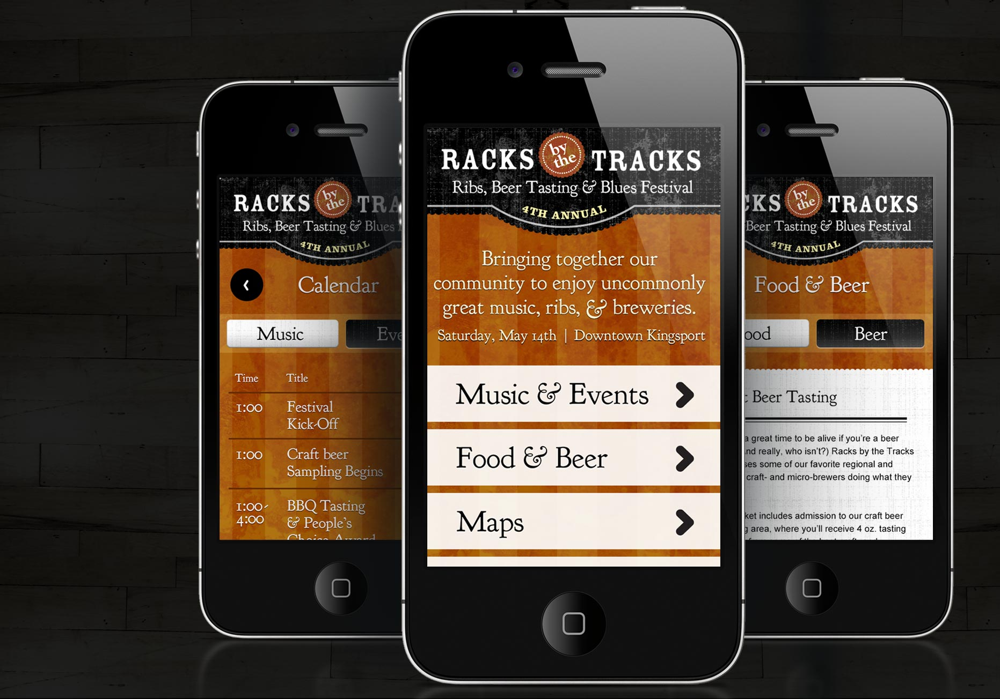 RACKS by the TRA
Ribs, Beer Tasting & Blues
4TH ANNUAL
‹ Calendar
Music
Time Title
1:00 Festival
Kick-Off
1:00 Craft beer
Sampling Begins
1:00- BBQ Tasting
4:00 & People's
Choice Award
RACKS by the TRACKS
Ribs, Beer Tasting & Blues Festival
4TH ANNUAL
Bringing together our
community to enjoy uncommonly
great music, ribs, & breweries.
Saturday, May 14th | Downtown Kingsport
Music & Events
Food & Beer
Maps
CKS by the TRACKS
Beer Tasting & Blues Festival
4TH ANNUAL
Food & Beer
ood Beer
Beer Tasting
a great time to be alive if you're a beer
nd really, who isn't?) Racks by the Tracks
ses some of our favorite regional and
craft- and micro-brewers doing what they
ket includes admission to our craft beer
g area, where you'll receive 4 oz. tasting